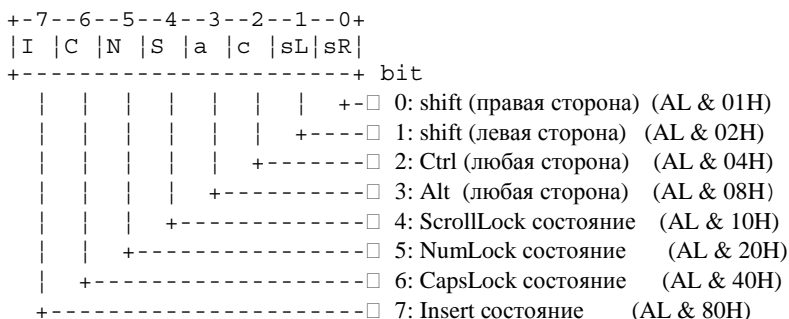 +-7--6--5--4--3--2--1--0+
¦I ¦C ¦N ¦S ¦a ¦c ¦sL¦sR¦
+-----------------------+ bit
¦ ¦ ¦ ¦ ¦ ¦ ¦ +-□ 0: shift (правая сторона) (AL & 01H)
¦ ¦ ¦ ¦ ¦ ¦ +----□ 1: shift (левая сторона) (AL & 02H)
¦ ¦ ¦ ¦ ¦ +-------□ 2: Ctrl (любая сторона) (AL & 04H)
¦ ¦ ¦ ¦ +----------□ 3: Alt (любая сторона) (AL & 08H)
¦ ¦ ¦ +-------------□ 4: ScrollLock состояние (AL & 10H)
¦ ¦ +----------------□ 5: NumLock состояние (AL & 20H)
¦ +-------------------□ 6: CapsLock состояние (AL & 40H)
+----------------------□ 7: Insert состояние (AL & 80H)